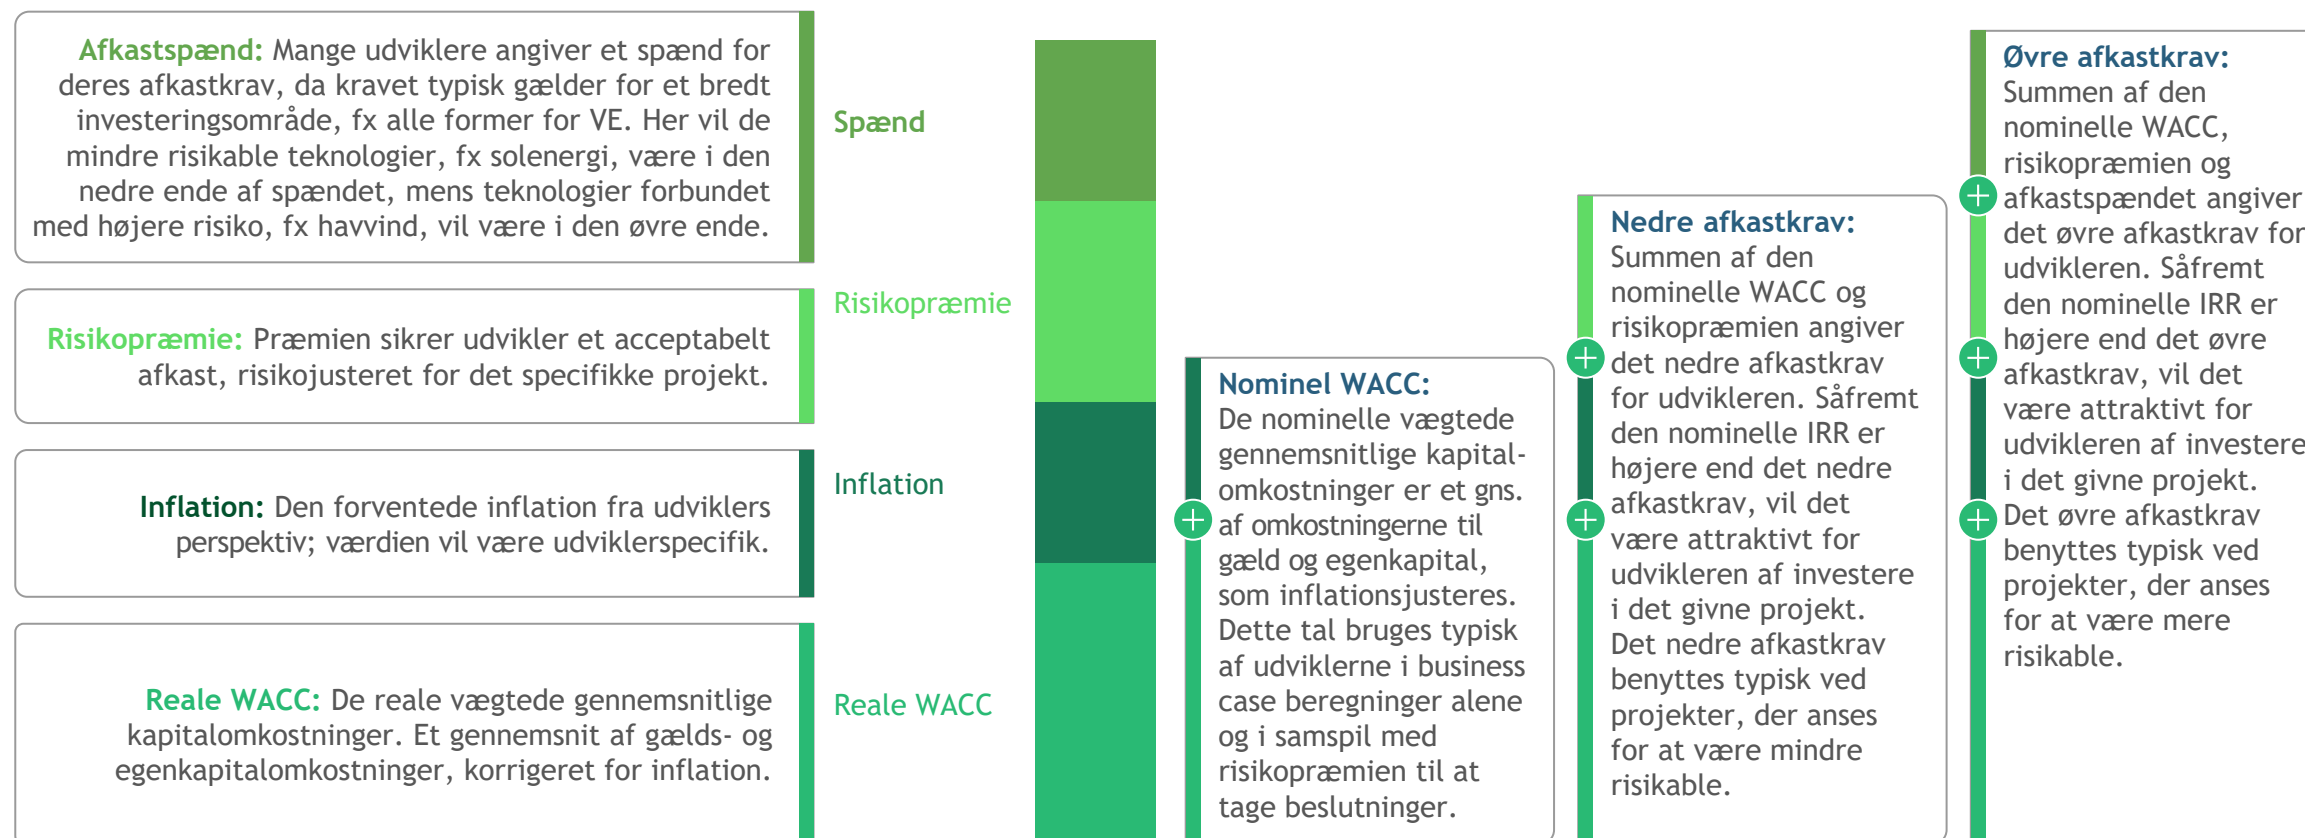 Afkastspænd: Mange udviklere angiver et spænd for
deres afkastkrav, da kravet typisk gælder for et bredt
investeringsområde, fx alle former for VE. Her vil de
mindre risikable teknologier, fx solenergi, være i den
nedre ende af spændet, mens teknologier forbundet
med højere risiko, fx havvind, vil være i den øvre ende.
Risikopræmie: Præmien sikrer udvikler et acceptabelt
afkast, risikojusteret for det specifikke projekt.
Inflation: Den forventede inflation fra udviklers
perspektiv; værdien vil være udviklerspecifik.
Reale WACC: De reale vægtede gennemsnitlige
kapitalomkostninger. Et gennemsnit af gælds- og
egenkapitalomkostninger, korrigeret for inflation.
Spænd
Risikopræmie
Inflation
Reale WACC
Nominel WACC:
De nominelle vægtede
gennemsnitlige kapital-
omkostninger er et gns.
af omkostningerne til
gæld og egenkapital,
som inflationsjusteres.
Dette tal bruges typisk
af udviklerne i business
case beregninger alene
og i samspil med
risikopræmien til at
tage beslutninger.
Nedre afkastkrav:
Summen af den
nominelle WACC og
risikopræmien angiver
det nedre afkastkrav
for udvikleren. Såfremt
den nominelle IRR er
højere end det nedre
afkastkrav, vil det
være attraktivt for
udvikleren af investere
i det givne projekt.
Det nedre afkastkrav
benyttes typisk ved
projekter, der anses
for at være mindre
risikable.
Øvre afkastkrav:
Summen af den
nominelle WACC,
risikopræmien og
afkastspændet angiver
det øvre afkastkrav for
udvikleren. Såfremt
den nominelle IRR er
højere end det øvre
afkastkrav, vil det
være attraktivt for
udvikleren af investere
i det givne projekt.
Det øvre afkastkrav
benyttes typisk ved
projekter, der anses
for at være mere
risikable.